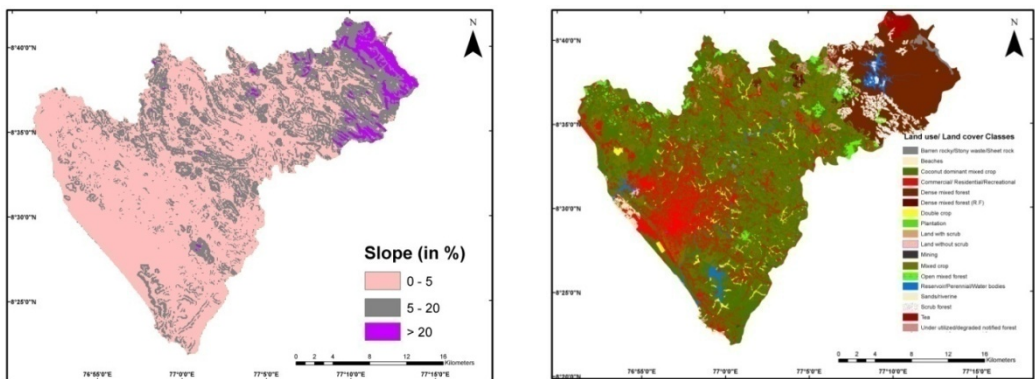 N
8°40'0"N
8°35'0"N
8°30'0"N
8°25'0"N
Slope (in %)
0 - 5
5 - 20
> 20
0 2 4 8 12 16
Kilometers
76°55'0"E 77°0'0"E 77°5'0"E 77°10'0"E 77°15'0"E
N
8°40'0"N
8°35'0"N
8°30'0"N
8°25'0"N
8°20'0"N
Land use/ Land cover Classes
Barren rocky/Stony waste/Sheet rock
Beaches
Coconut dominant mixed crop
Commercial/ Residential/Recreational
Dense mixed forest
Dense mixed forest (R.F)
Double crop
Plantation
Land with scrub
Land without scrub
Mining
Mixed crop
Open mixed forest
Reservoir/Perennial/Water bodies
Sands/riverine
Scrub forest
Tea
Under utilized/degraded notified forest
0 2 4 8 12 16
Kilometers
76°55'0"E 77°0'0"E 77°5'0"E 77°10'0"E 77°15'0"E